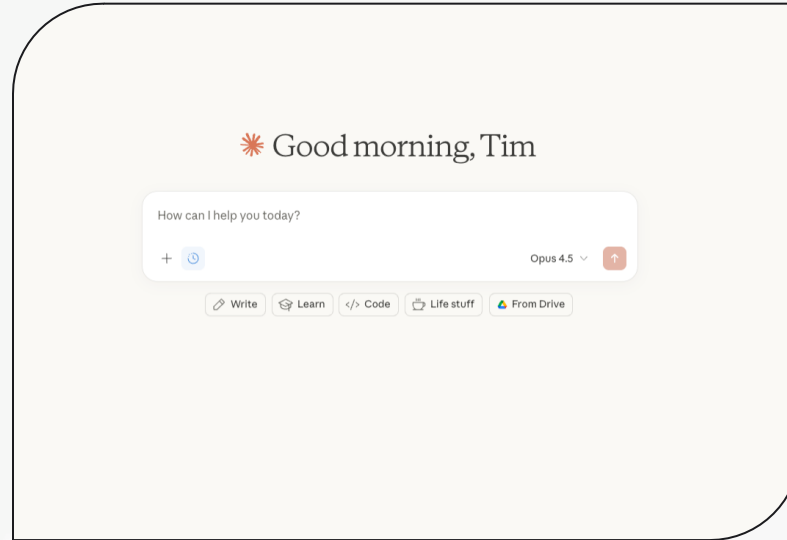 Good morning, Tim
How can I help you today?
Opus 4.5
Write Learn </> Code Life stuff From Drive